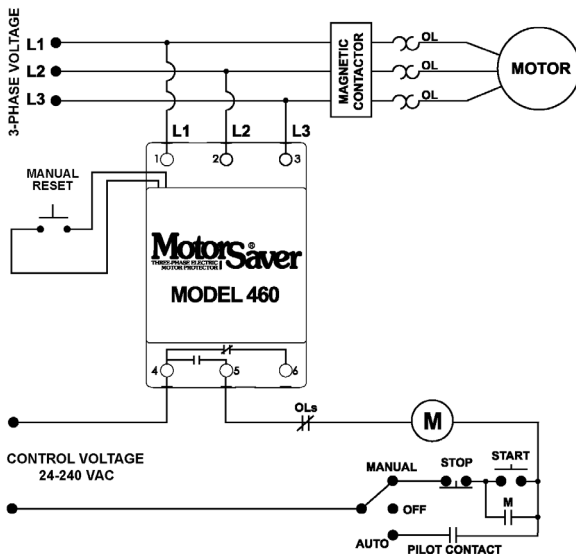 3-PHASE VOLTAGE
L1
L2
L3
MAGNETIC
CONTACTOR
OL
OL
OL
MOTOR
L1
L2
L3
1
2
3
MANUAL
RESET
MotorSaver®
THREE-PHASE ELECTRIC
MOTOR PROTECTOR
MODEL 460
4
5
6
OLs
M
CONTROL VOLTAGE
24-240 VAC
MANUAL
STOP
START
OFF
M
AUTO
PILOT CONTACT